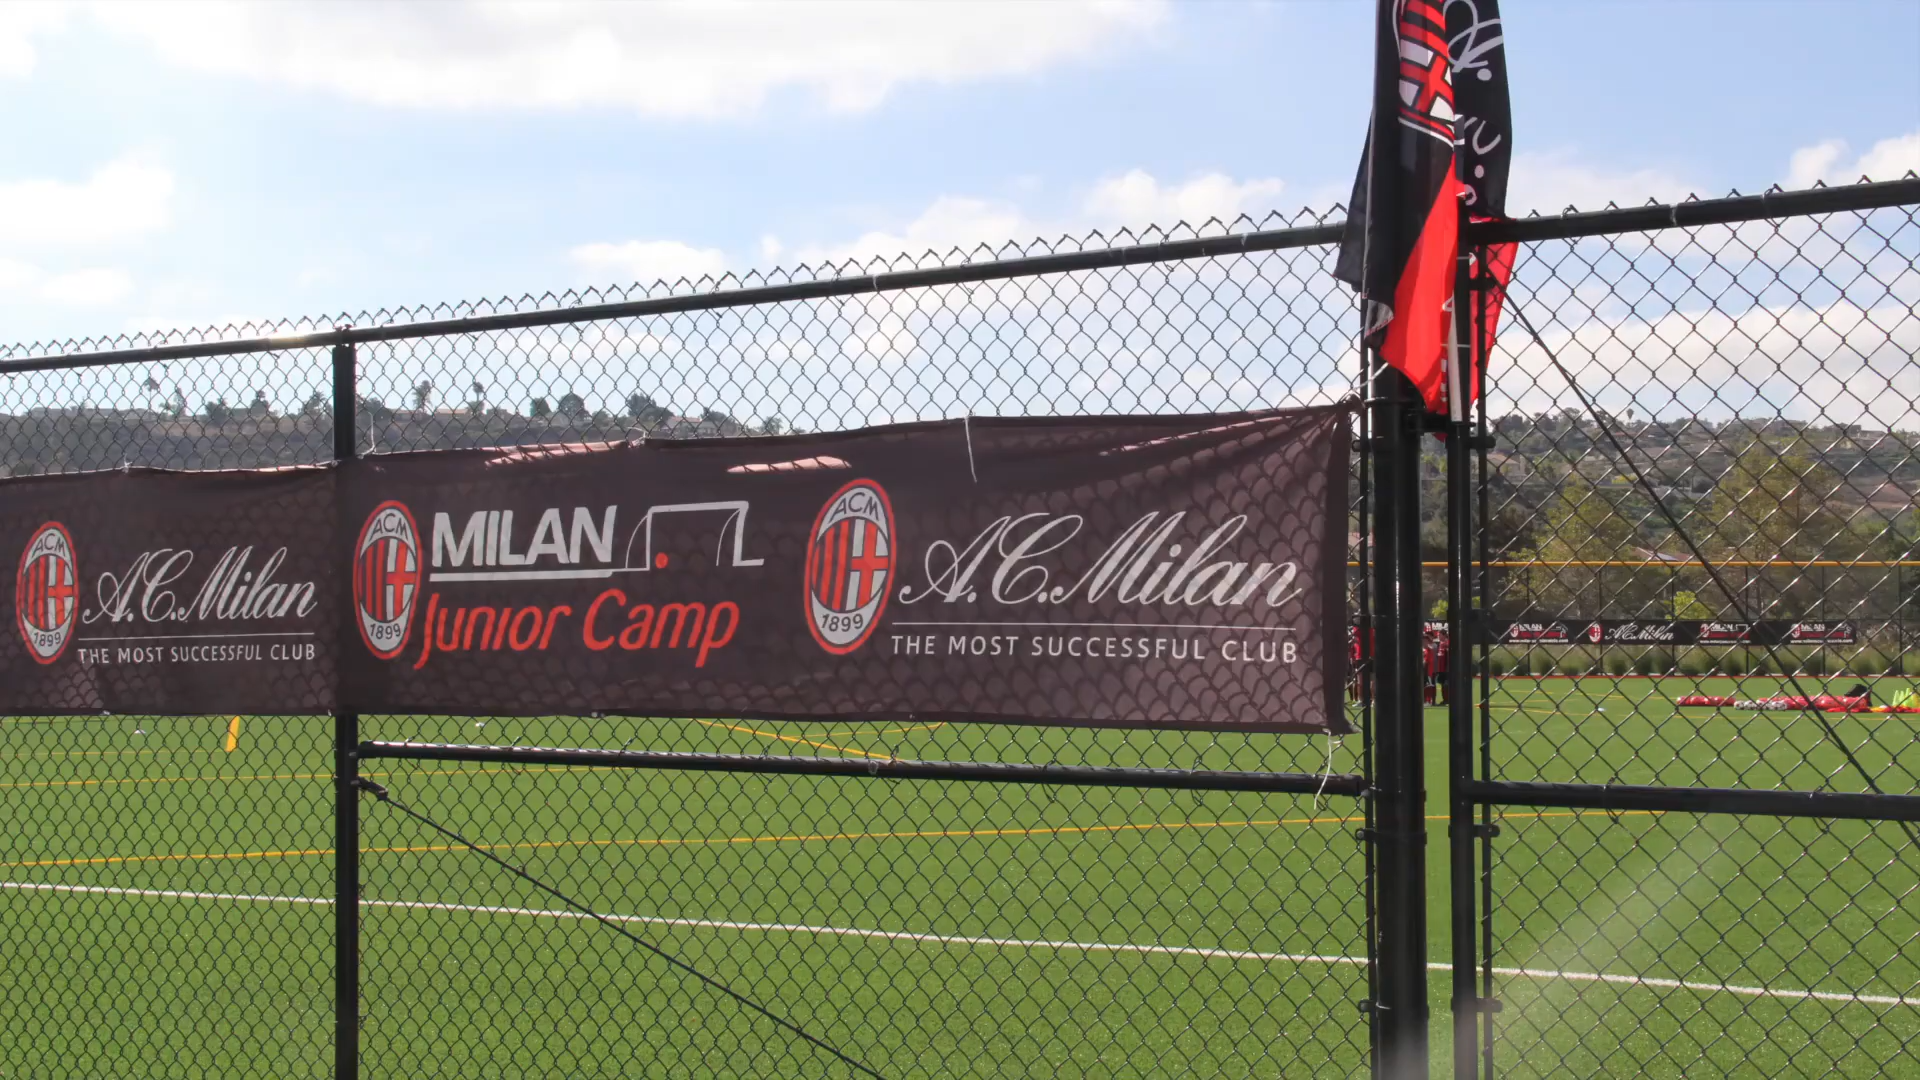 ACM
1899
A.C.Milan
THE MOST SUCCESSFUL CLUB
ACM
1899
MILAN
Junior Camp
ACM
1899
A.C.Milan
THE MOST SUCCESSFUL CLUB
A.C.Milan